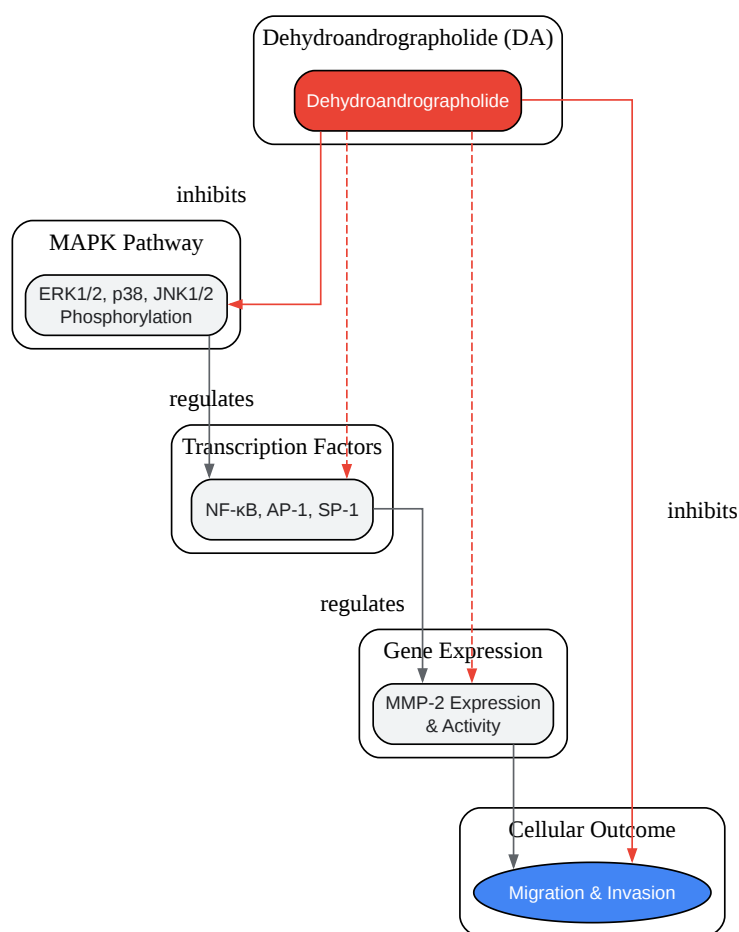 Dehydroandrographolide (DA)
Dehydroandrographolide
inhibits
MAPK Pathway
ERK1/2, p38, JNK1/2
Phosphorylation
regulates
Transcription Factors
NF-κB, AP-1, SP-1
inhibits
regulates
Gene Expression
MMP-2 Expression
& Activity
Cellular Outcome
Migration & Invasion